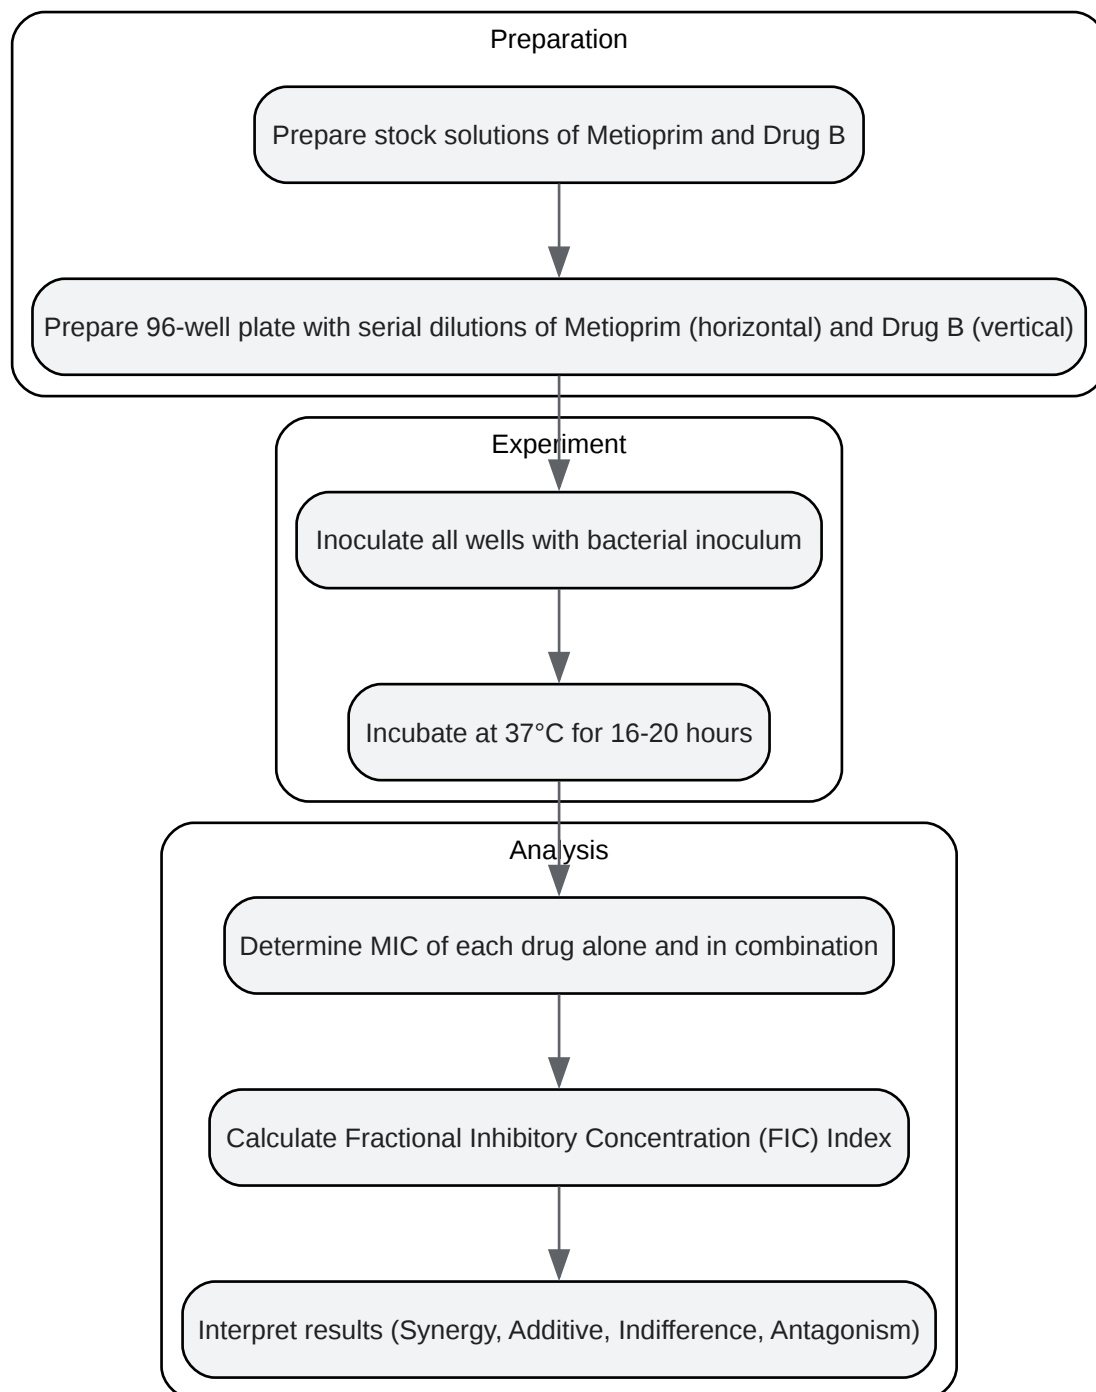 Preparation
Prepare stock solutions of Metioprim and Drug B
Prepare 96-well plate with serial dilutions of Metioprim (horizontal) and Drug B (vertical)
Experiment
Inoculate all wells with bacterial inoculum
Incubate at 37°C for 16-20 hours
Analysis
Determine MIC of each drug alone and in combination
Calculate Fractional Inhibitory Concentration (FIC) Index
Interpret results (Synergy, Additive, Indifference, Antagonism)